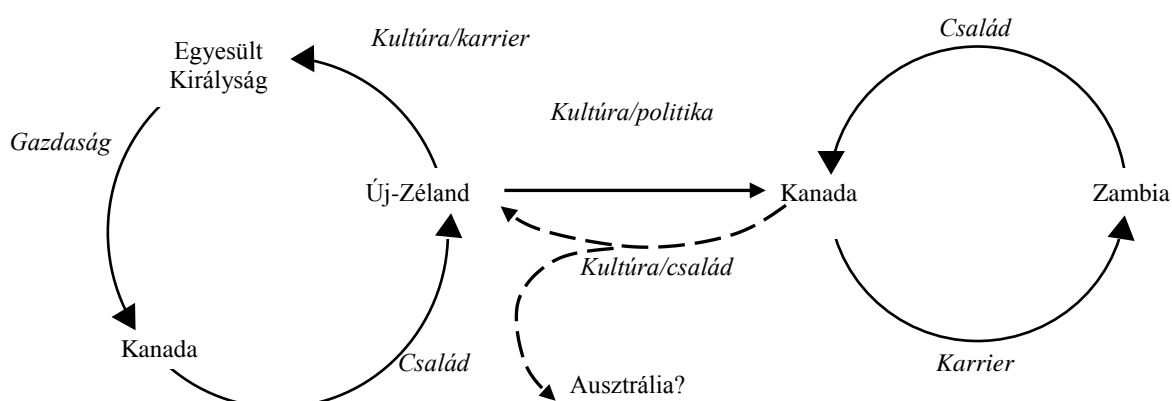 Egyesült
Királyság
Kultúra/karrier
Család
Kultúra/politika
Gazdaság
Új-Zéland
Kanada
Zambia
Kultúra/család
Kanada
Család
Karrier
Ausztrália?